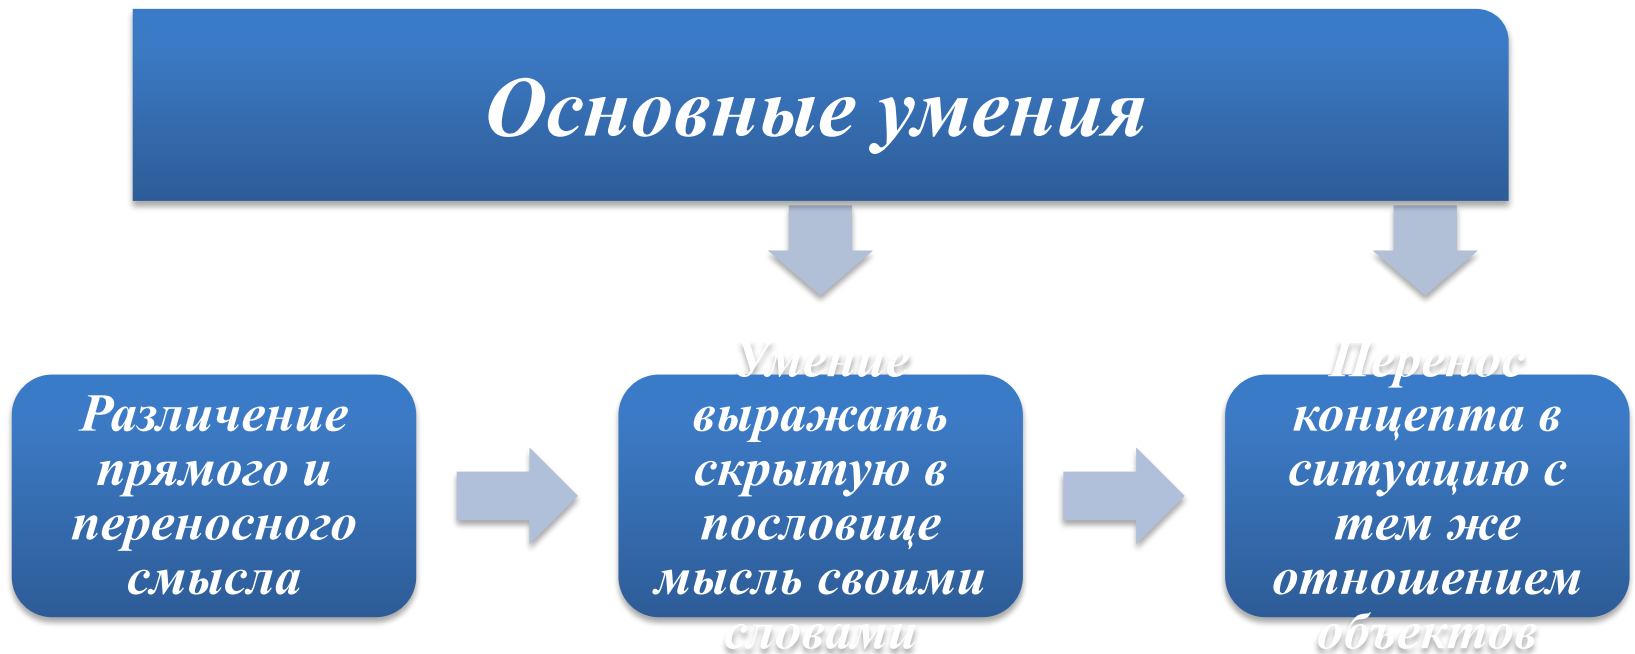 Основные умения
Различение
прямого и
переносного
смысла
Умение
выражать
скрытую в
пословице
мысль своими
словами
Перенос
концепта в
ситуацию с
тем же
отношением
объектов